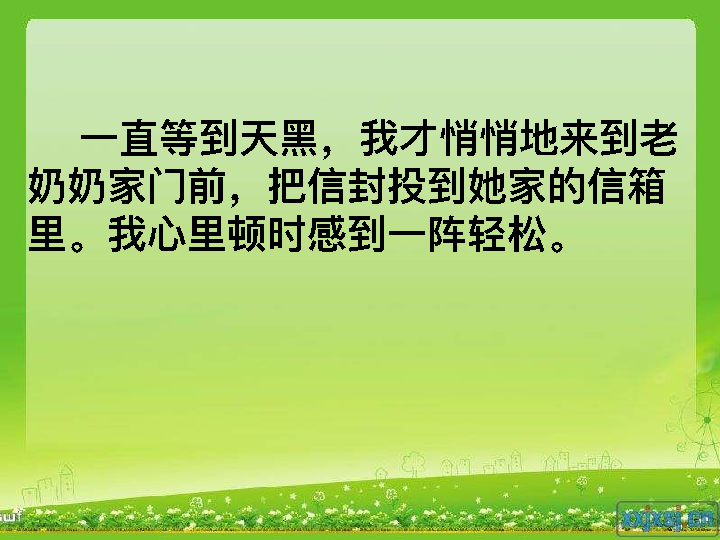 一直等到天黑，我才悄悄地来到老
奶奶家门前，把信封投到她家的信箱
里。我心里顿时感到一阵轻松。
xxjxsj.cn